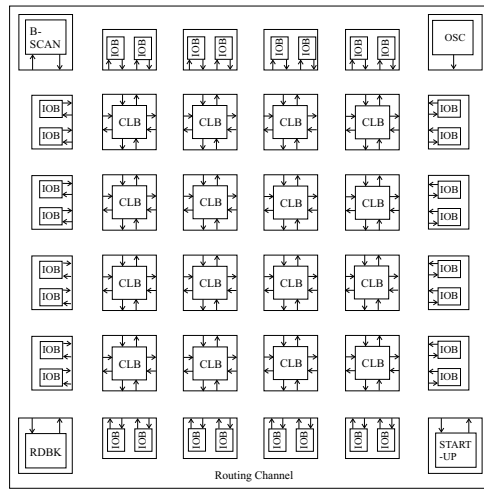 B-
SCAN
IOB IOB IOB IOB IOB IOB IOB IOB
OSC
IOB CLB CLB CLB CLB IOB
IOB IOB
IOB CLB CLB CLB CLB IOB
IOB IOB
IOB CLB CLB CLB CLB IOB
IOB IOB
IOB CLB CLB CLB CLB IOB
IOB IOB
RDBK
IOB IOB IOB IOB IOB IOB IOB IOB
START
-UP
Routing Channel